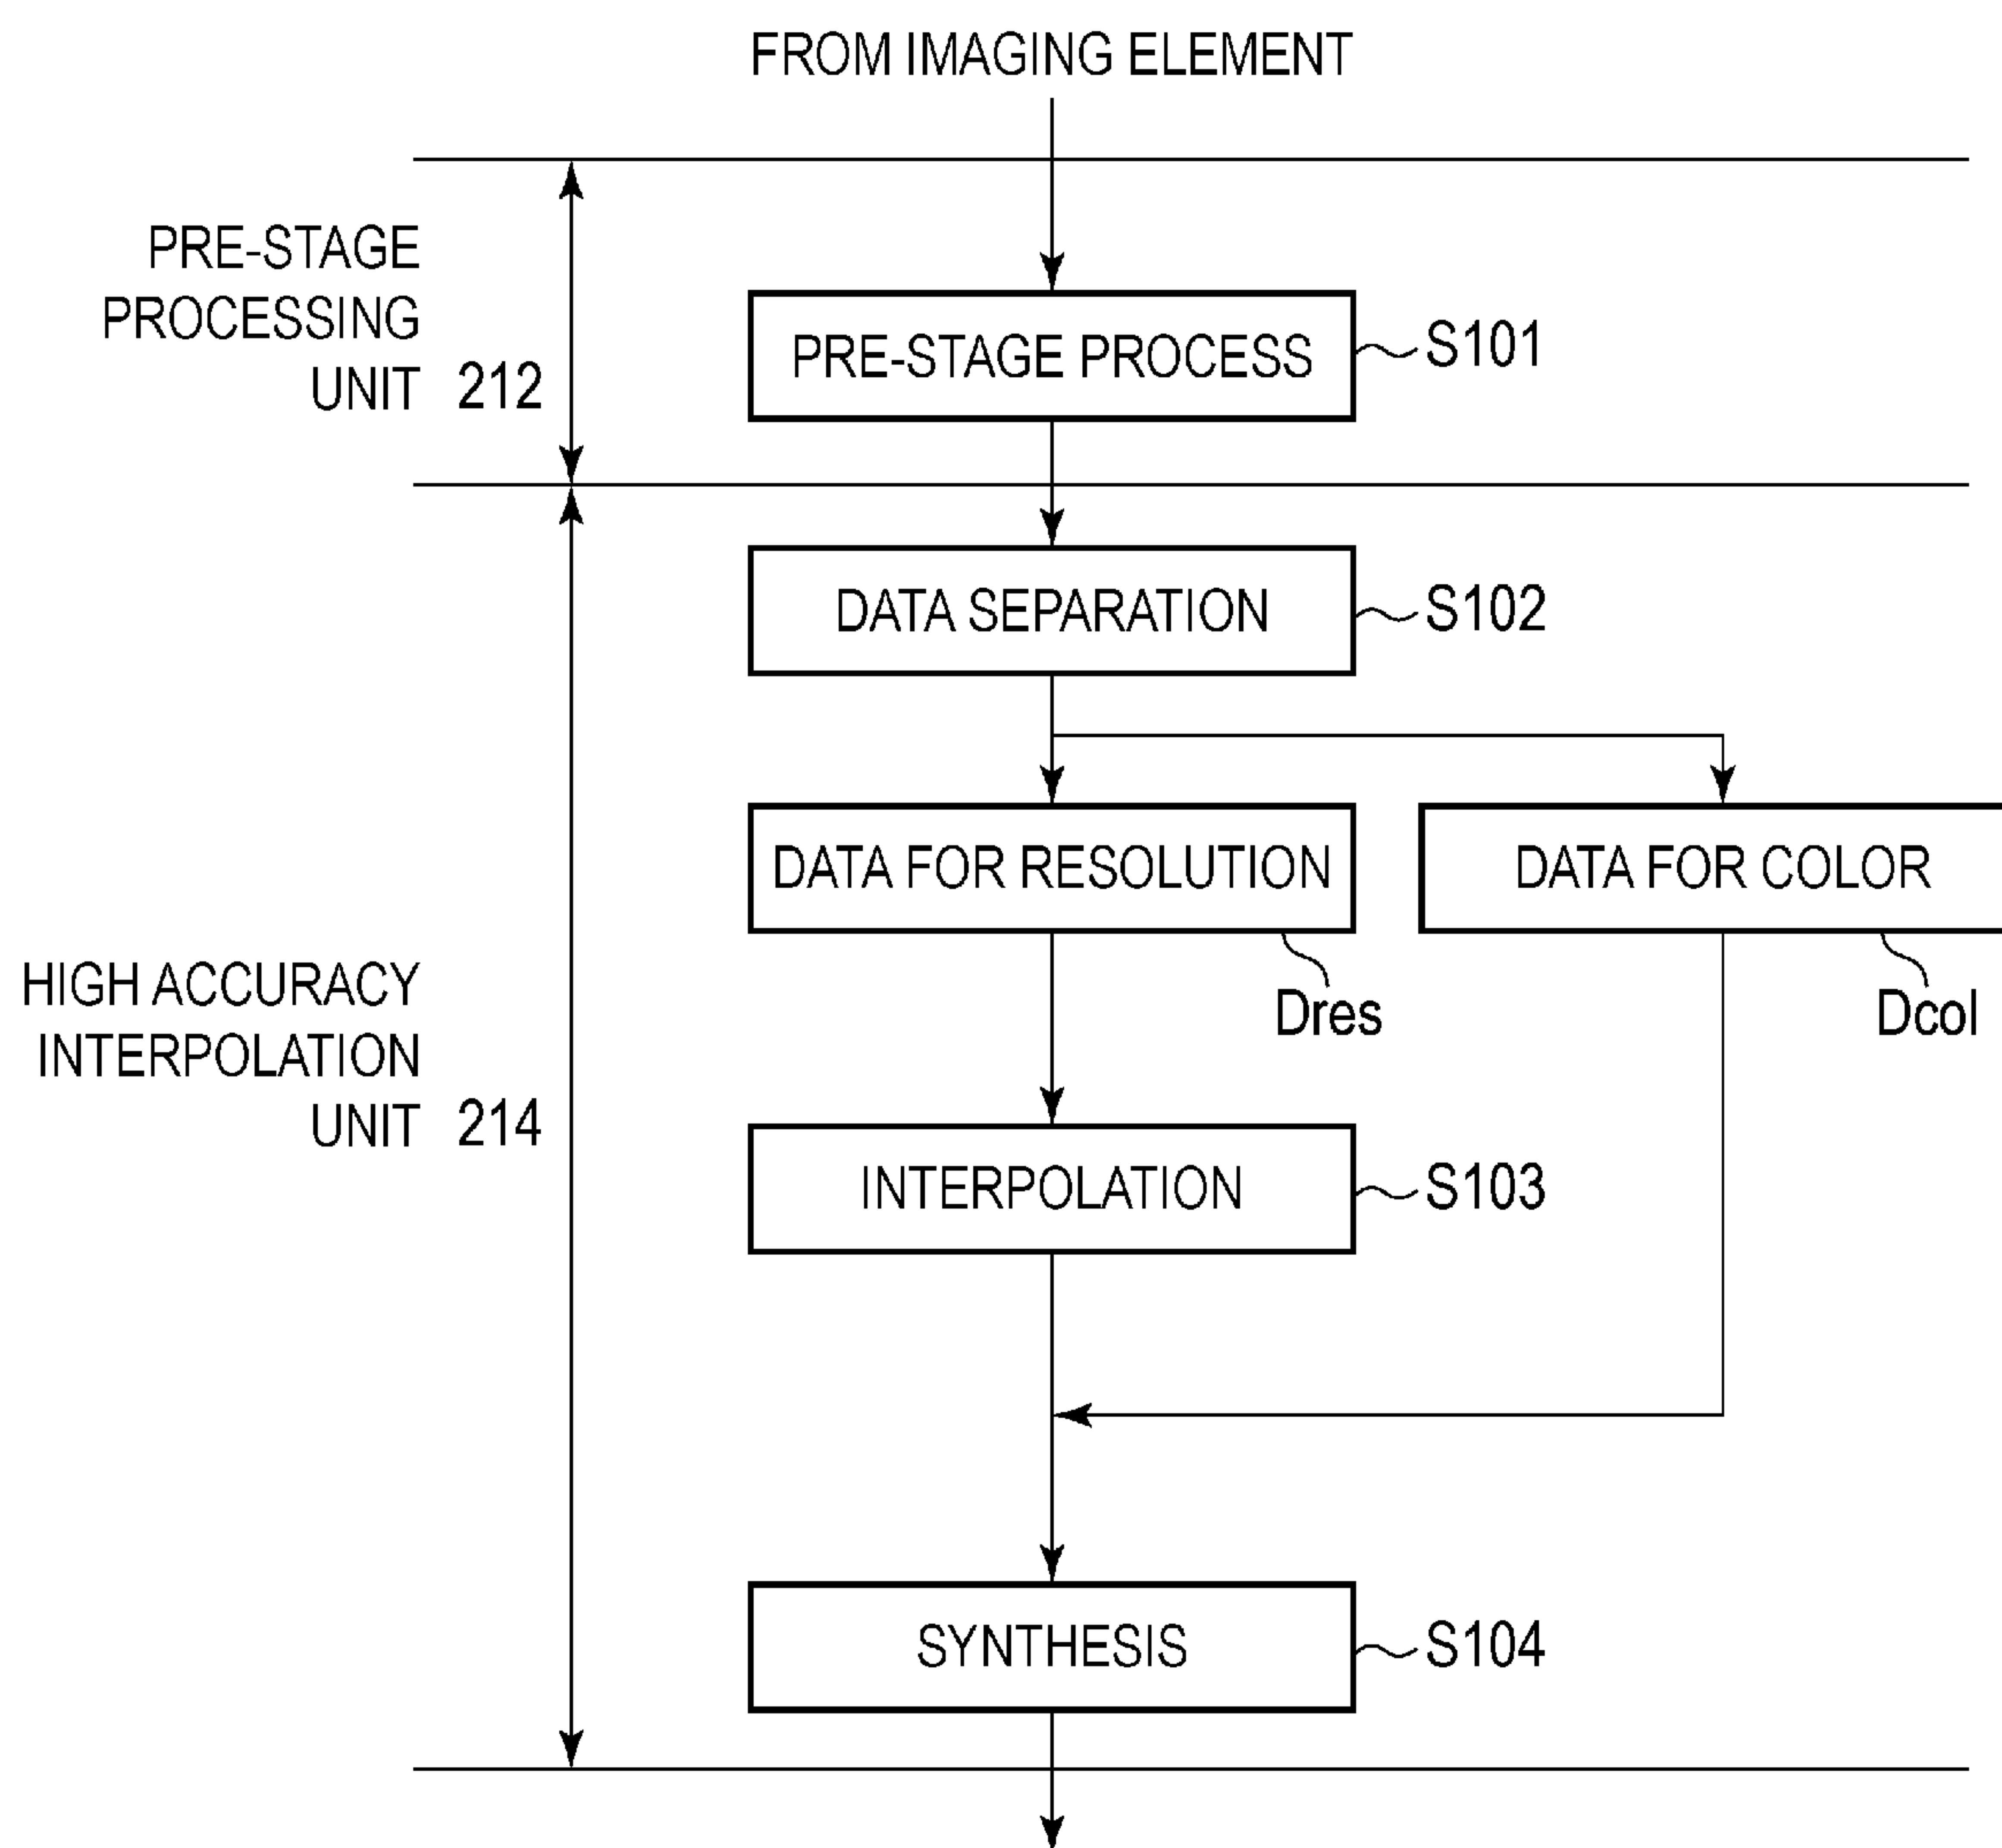 FROM IMAGING ELEMENT
PRE-STAGE
PROCESSING
UNIT 212
PRE-STAGE PROCESS S101
DATA SEPARATION S102
DATA FOR RESOLUTION
DATA FOR COLOR
Dres
Dcol
HIGH ACCURACY
INTERPOLATION
UNIT 214
INTERPOLATION S103
SYNTHESIS S104